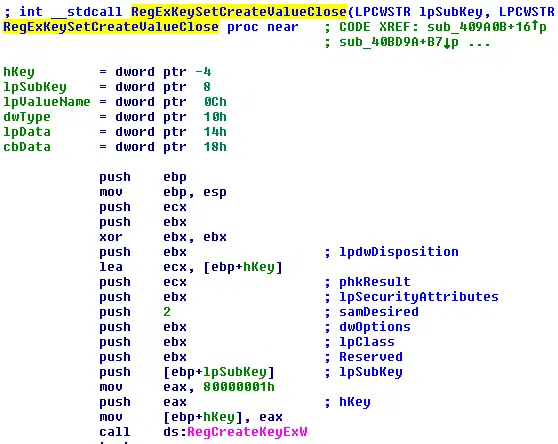 ; int __stdcall RegExKeySetCreateValueClose(LPCWSTR lpSubKey, LPCWSTR
RegExKeySetCreateValueClose proc near ; CODE XREF: sub_409A0B+16↑p
; sub_40BD9A+B7↓p ...
hKey = dword ptr -4
lpSubKey = dword ptr 8
lpValueName = dword ptr 0Ch
dwType = dword ptr 10h
lpData = dword ptr 14h
cbData = dword ptr 18h
push ebp
mov ebp, esp
push ecx
push ebx
xor ebx, ebx
push ebx ; lpdwDisposition
lea ecx, [ebp+hKey]
push ecx ; phkResult
push ebx ; lpSecurityAttributes
push 2 ; samDesired
push ebx ; dwOptions
push ebx ; lpClass
push ebx ; Reserved
push [ebp+lpSubKey] ; lpSubKey
mov eax, 80000001h
push eax ; hKey
mov [ebp+hKey], eax
call ds:RegCreateKeyExW